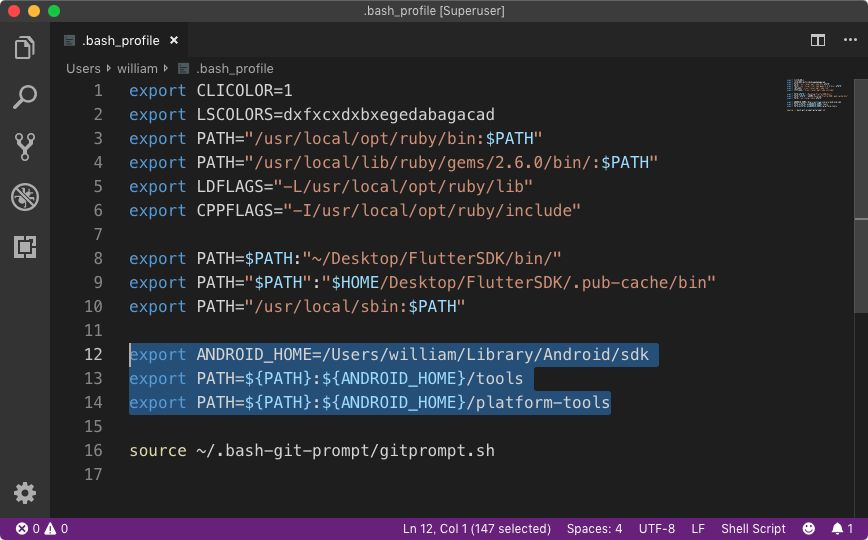 .bash_profile [Superuser]
.bash_profile ×
Users william .bash_profile
1 export CLICOLOR=1
2 export LSCOLORS=dxfxcxdxbxegedabagacad
3 export PATH="/usr/local/opt/ruby/bin:$PATH"
4 export PATH="/usr/local/lib/ruby/gems/2.6.0/bin/:$PATH"
5 export LDFLAGS="-L/usr/local/opt/ruby/lib"
6 export CPPFLAGS="-I/usr/local/opt/ruby/include"
7
8 export PATH=$PATH:"~/Desktop/FlutterSDK/bin/"
9 export PATH="$PATH":"$HOME/Desktop/FlutterSDK/.pub-cache/bin"
10 export PATH="/usr/local/sbin:$PATH"
11
12 export ANDROID_HOME=/Users/william/Library/Android/sdk
13 export PATH=${PATH}:${ANDROID_HOME}/tools
14 export PATH=${PATH}:${ANDROID_HOME}/platform-tools
15
16 source ~/.bash-git-prompt/gitprompt.sh
17
0 0 Ln 12, Col 1 (147 selected) Spaces: 4 UTF-8 LF Shell Script 1